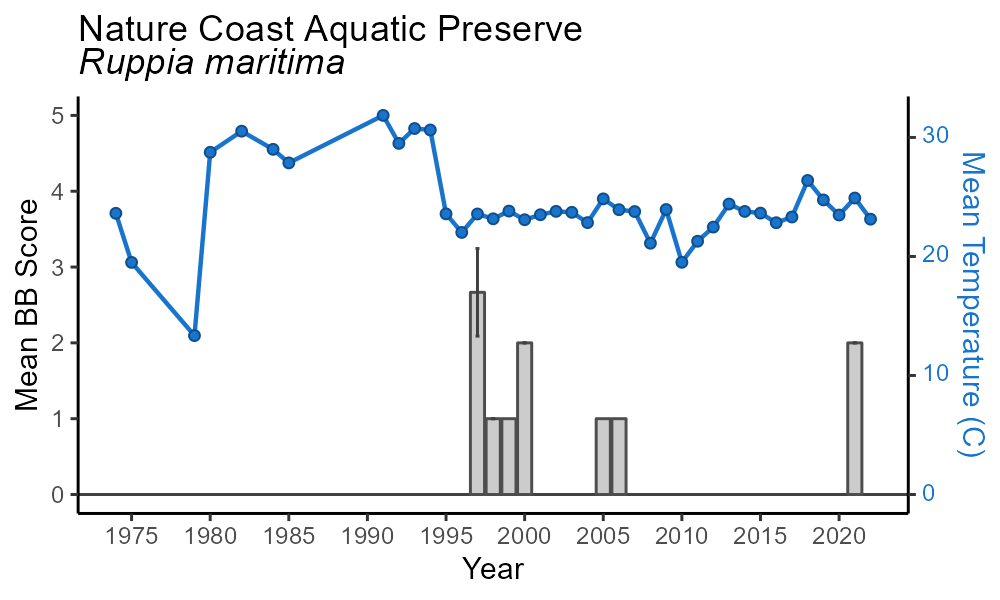 Nature Coast Aquatic Preserve
Ruppia maritima
Mean BB Score
5
4
3
2
1
0
30
20
10
0
Mean Temperature (C)
1975 1980 1985 1990 1995 2000 2005 2010 2015 2020
Year